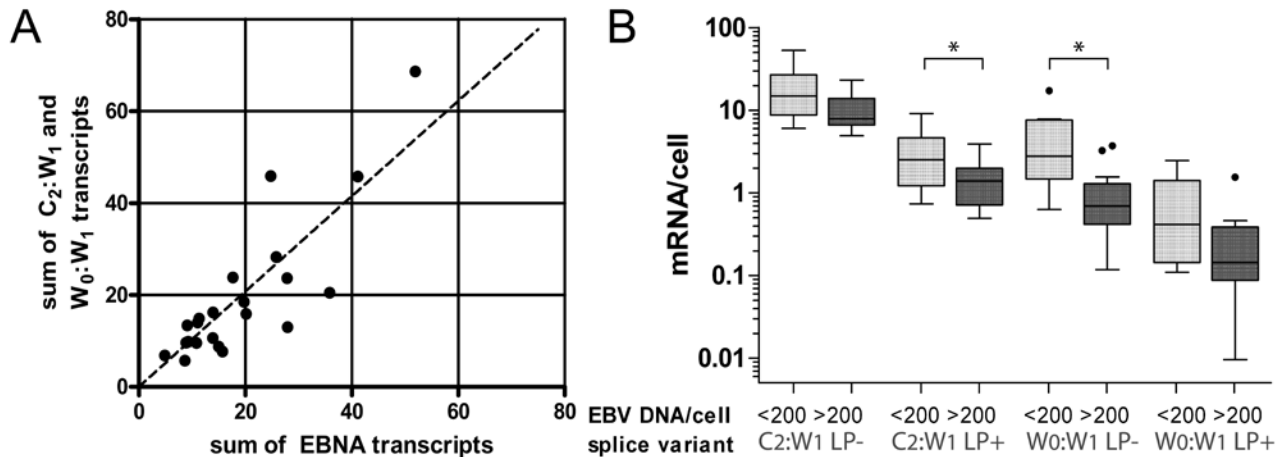 A
sum of C2:W1 and
W0:W1 transcripts
80
60
40
20
0
0 20 40 60 80
sum of EBNA transcripts
B
mRNA/cell
100
10
1
0.1
0.01
* *
EBV DNA/cell <200 >200 <200 >200 <200 >200 <200 >200
splice variant C2:W1 LP- C2:W1 LP+ W0:W1 LP- W0:W1 LP+